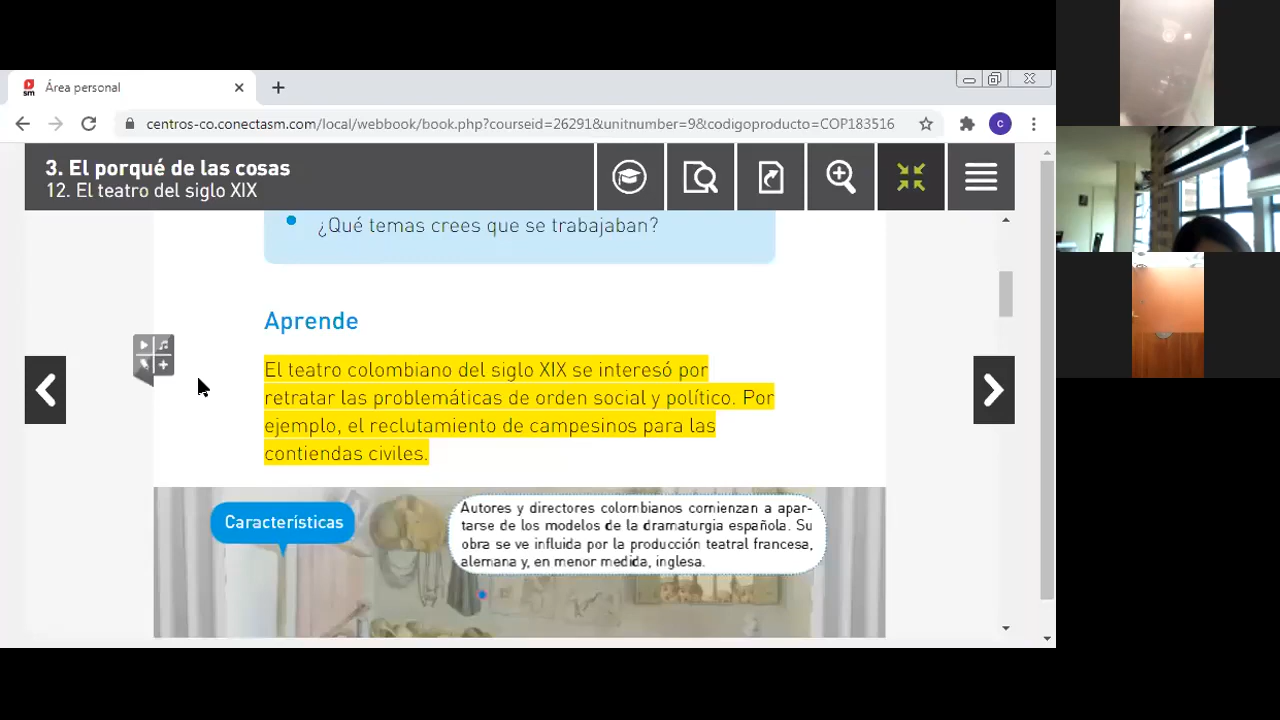 Área personal
centros-co.conectasm.com/local/webbook/book.php?courseid=26291&unitnumber=9&codigoproducto=COP183516
3. El porqué de las cosas
12. El teatro del siglo XIX
¿Qué temas crees que se trabajaban?
Aprende
El teatro colombiano del siglo XIX se interesó por
retratar las problemáticas de orden social y político. Por
ejemplo, el reclutamiento de campesinos para las
contiendas civiles.
Características
Autores y directores colombianos comienzan a apar-
tarse de los modelos de la dramaturgia española. Su
obra se ve influida por la producción teatral francesa,
alemana y, en menor medida, inglesa.
sm
c